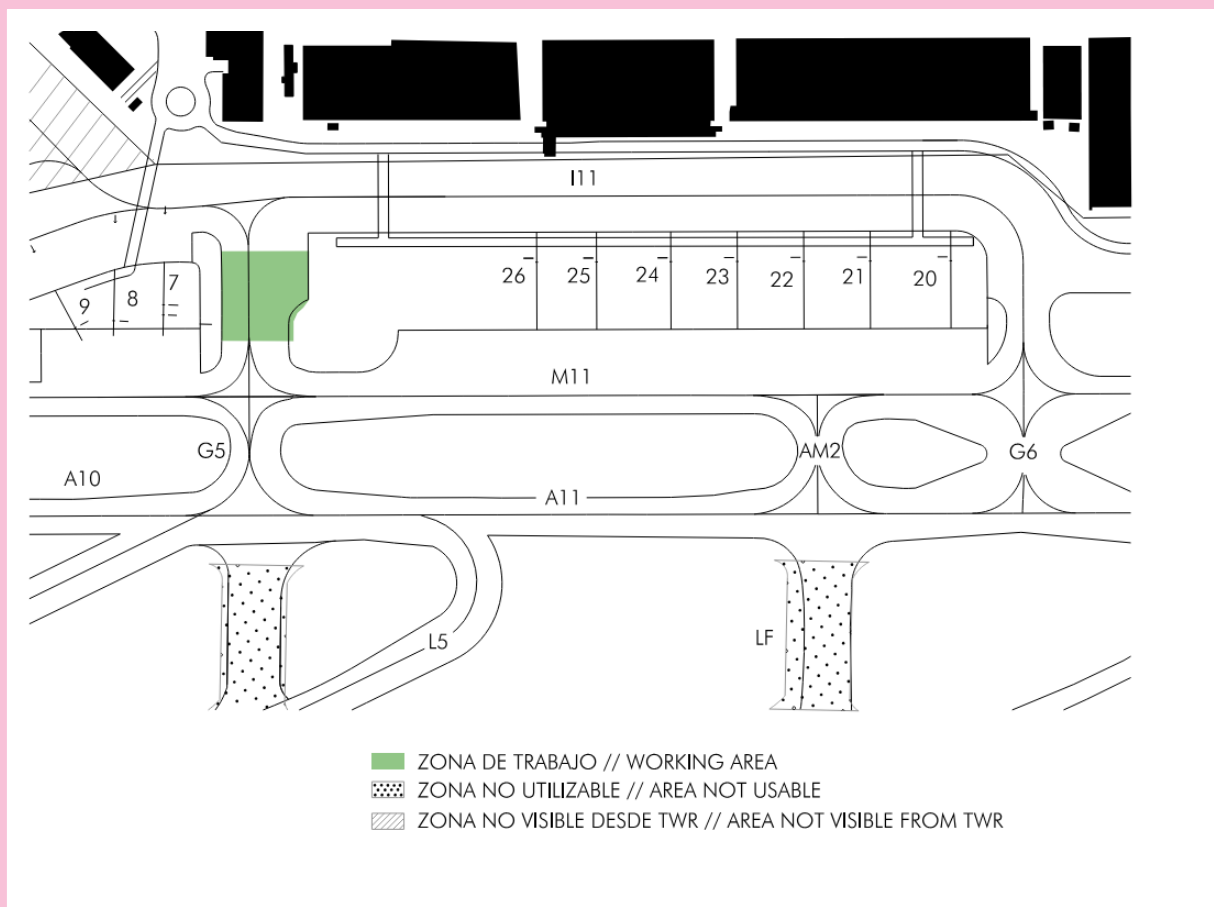 I11
26
25
24
23
22
21
20
7
8
9
M11
G5
AM2
G6
A10
A11
L5
LF
ZONA DE TRABAJO // WORKING AREA
ZONA NO UTILIZABLE // AREA NOT USABLE
ZONA NO VISIBLE DESDE TWR // AREA NOT VISIBLE FROM TWR